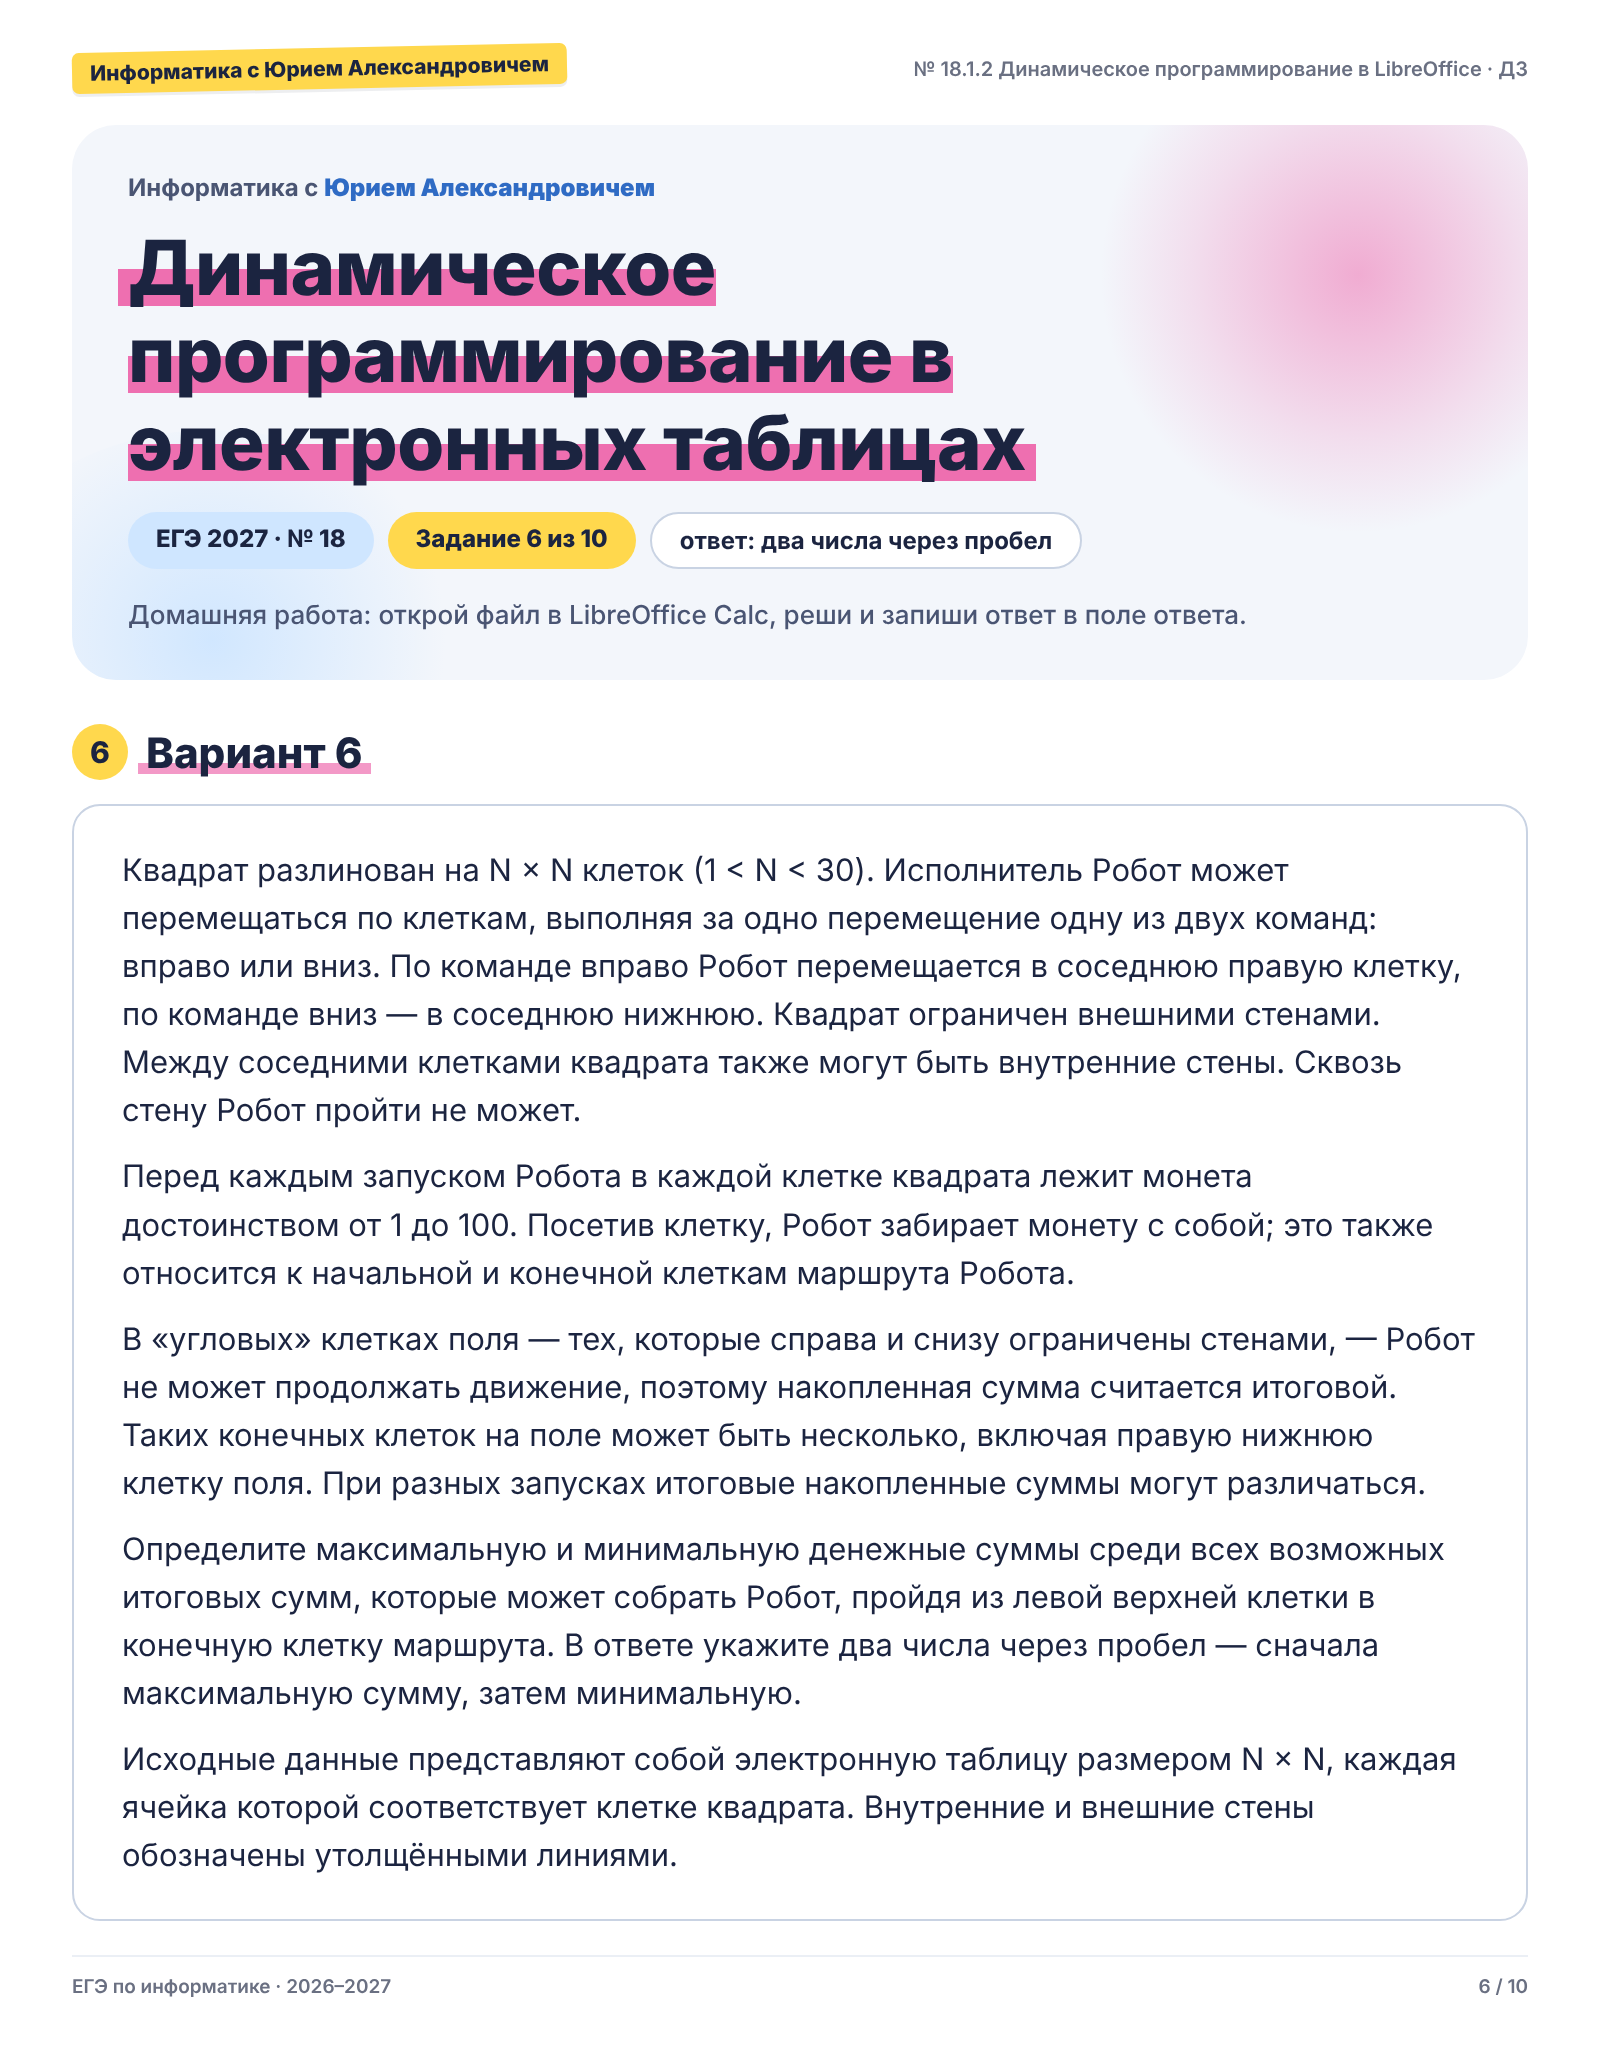 Информатика с Юрием Александровичем
№ 18.1.2 Динамическое программирование в LibreOffice · ДЗ
Информатика с Юрием Александровичем
Динамическое
программирование в
электронных таблицах
ЕГЭ 2027 · № 18
Задание 6 из 10
ответ: два числа через пробел
Домашняя работа: открой файл в LibreOffice Calc, реши и запиши ответ в поле ответа.
6 Вариант 6
Квадрат разлинован на N × N клеток (1 < N < 30). Исполнитель Робот может
перемещаться по клеткам, выполняя за одно перемещение одну из двух команд:
вправо или вниз. По команде вправо Робот перемещается в соседнюю правую клетку,
по команде вниз — в соседнюю нижнюю. Квадрат ограничен внешними стенами.
Между соседними клетками квадрата также могут быть внутренние стены. Сквозь
стену Робот пройти не может.
Перед каждым запуском Робота в каждой клетке квадрата лежит монета
достоинством от 1 до 100. Посетив клетку, Робот забирает монету с собой; это также
относится к начальной и конечной клеткам маршрута Робота.
В «угловых» клетках поля — тех, которые справа и снизу ограничены стенами, — Робот
не может продолжать движение, поэтому накопленная сумма считается итоговой.
Таких конечных клеток на поле может быть несколько, включая правую нижнюю
клетку поля. При разных запусках итоговые накопленные суммы могут различаться.
Определите максимальную и минимальную денежные суммы среди всех возможных
итоговых сумм, которые может собрать Робот, пройдя из левой верхней клетки в
конечную клетку маршрута. В ответе укажите два числа через пробел — сначала
максимальную сумму, затем минимальную.
Исходные данные представляют собой электронную таблицу размером N × N, каждая
ячейка которой соответствует клетке квадрата. Внутренние и внешние стены
обозначены утолщёнными линиями.
ЕГЭ по информатике · 2026–2027
6 / 10